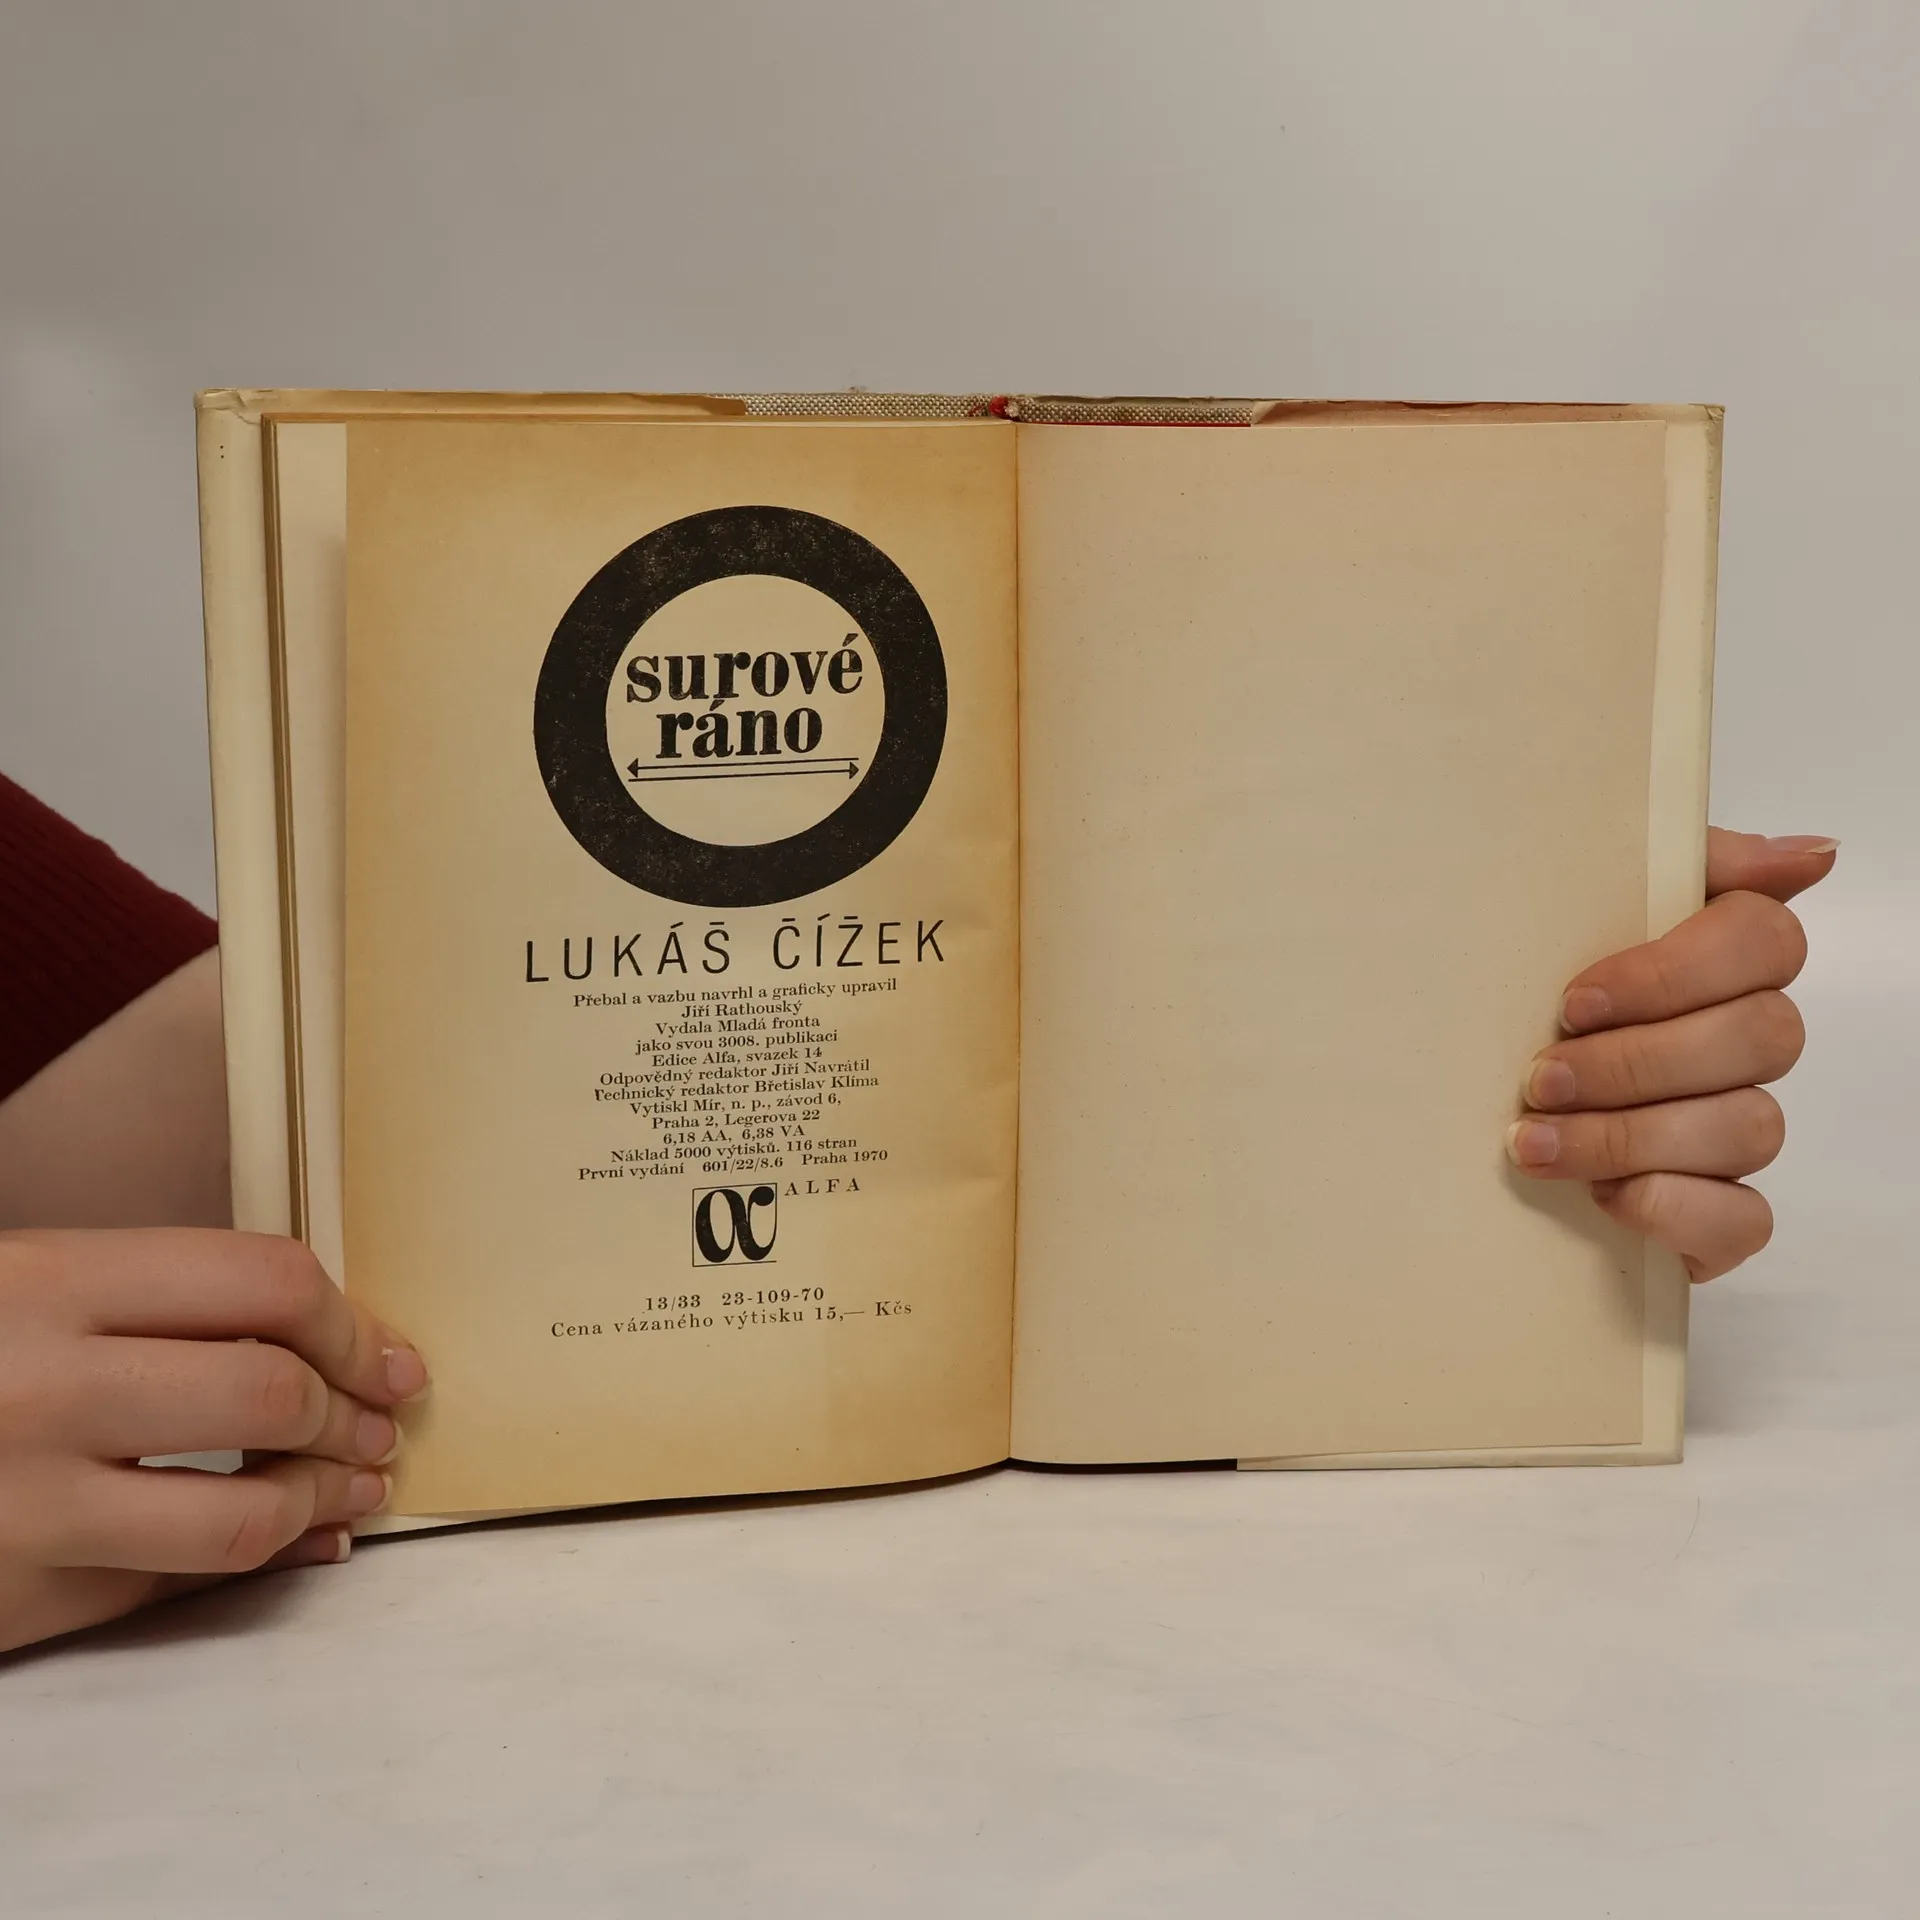 surové
ráno
LUKÁŠ ČÍŽEK
Přebal a vazbu navrhl a graficky upravil
Jiří Rathouský
Vydala Mladá fronta
jako svou 3008. publikaci
Edice Alfa, svazek 14
Odpovědný redaktor Jiří Navrátil
Technický redaktor Břetislav Klíma
Vytiskl Mír, n. p., závod 6,
Praha 2, Legerova 22
6,18 AA, 6,38 VA
Náklad 5000 výtisků. 116 stran
První vydání 601/22/8.6 Praha 1970
α ALFA
13/33 23-109-70
Cena vázaného výtisku 15,— Kčs